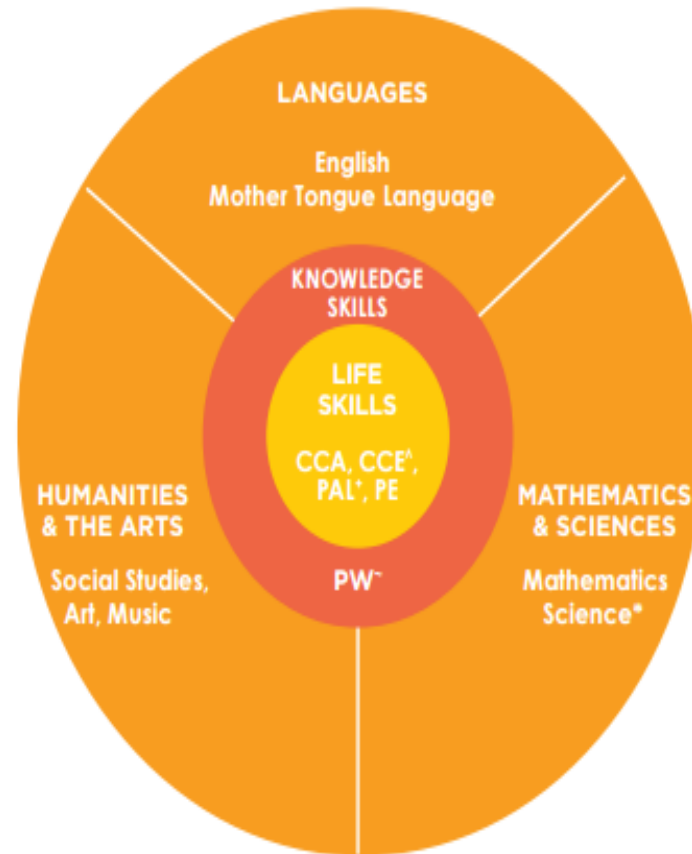 LANGUAGES
English
Mother Tongue Language
KNOWLEDGE
SKILLS
LIFE
SKILLS
CCA, CCE^,
PAL+, PE
PW~
HUMANITIES
& THE ARTS
Social Studies,
Art, Music
MATHEMATICS
& SCIENCES
Mathematics
Science*